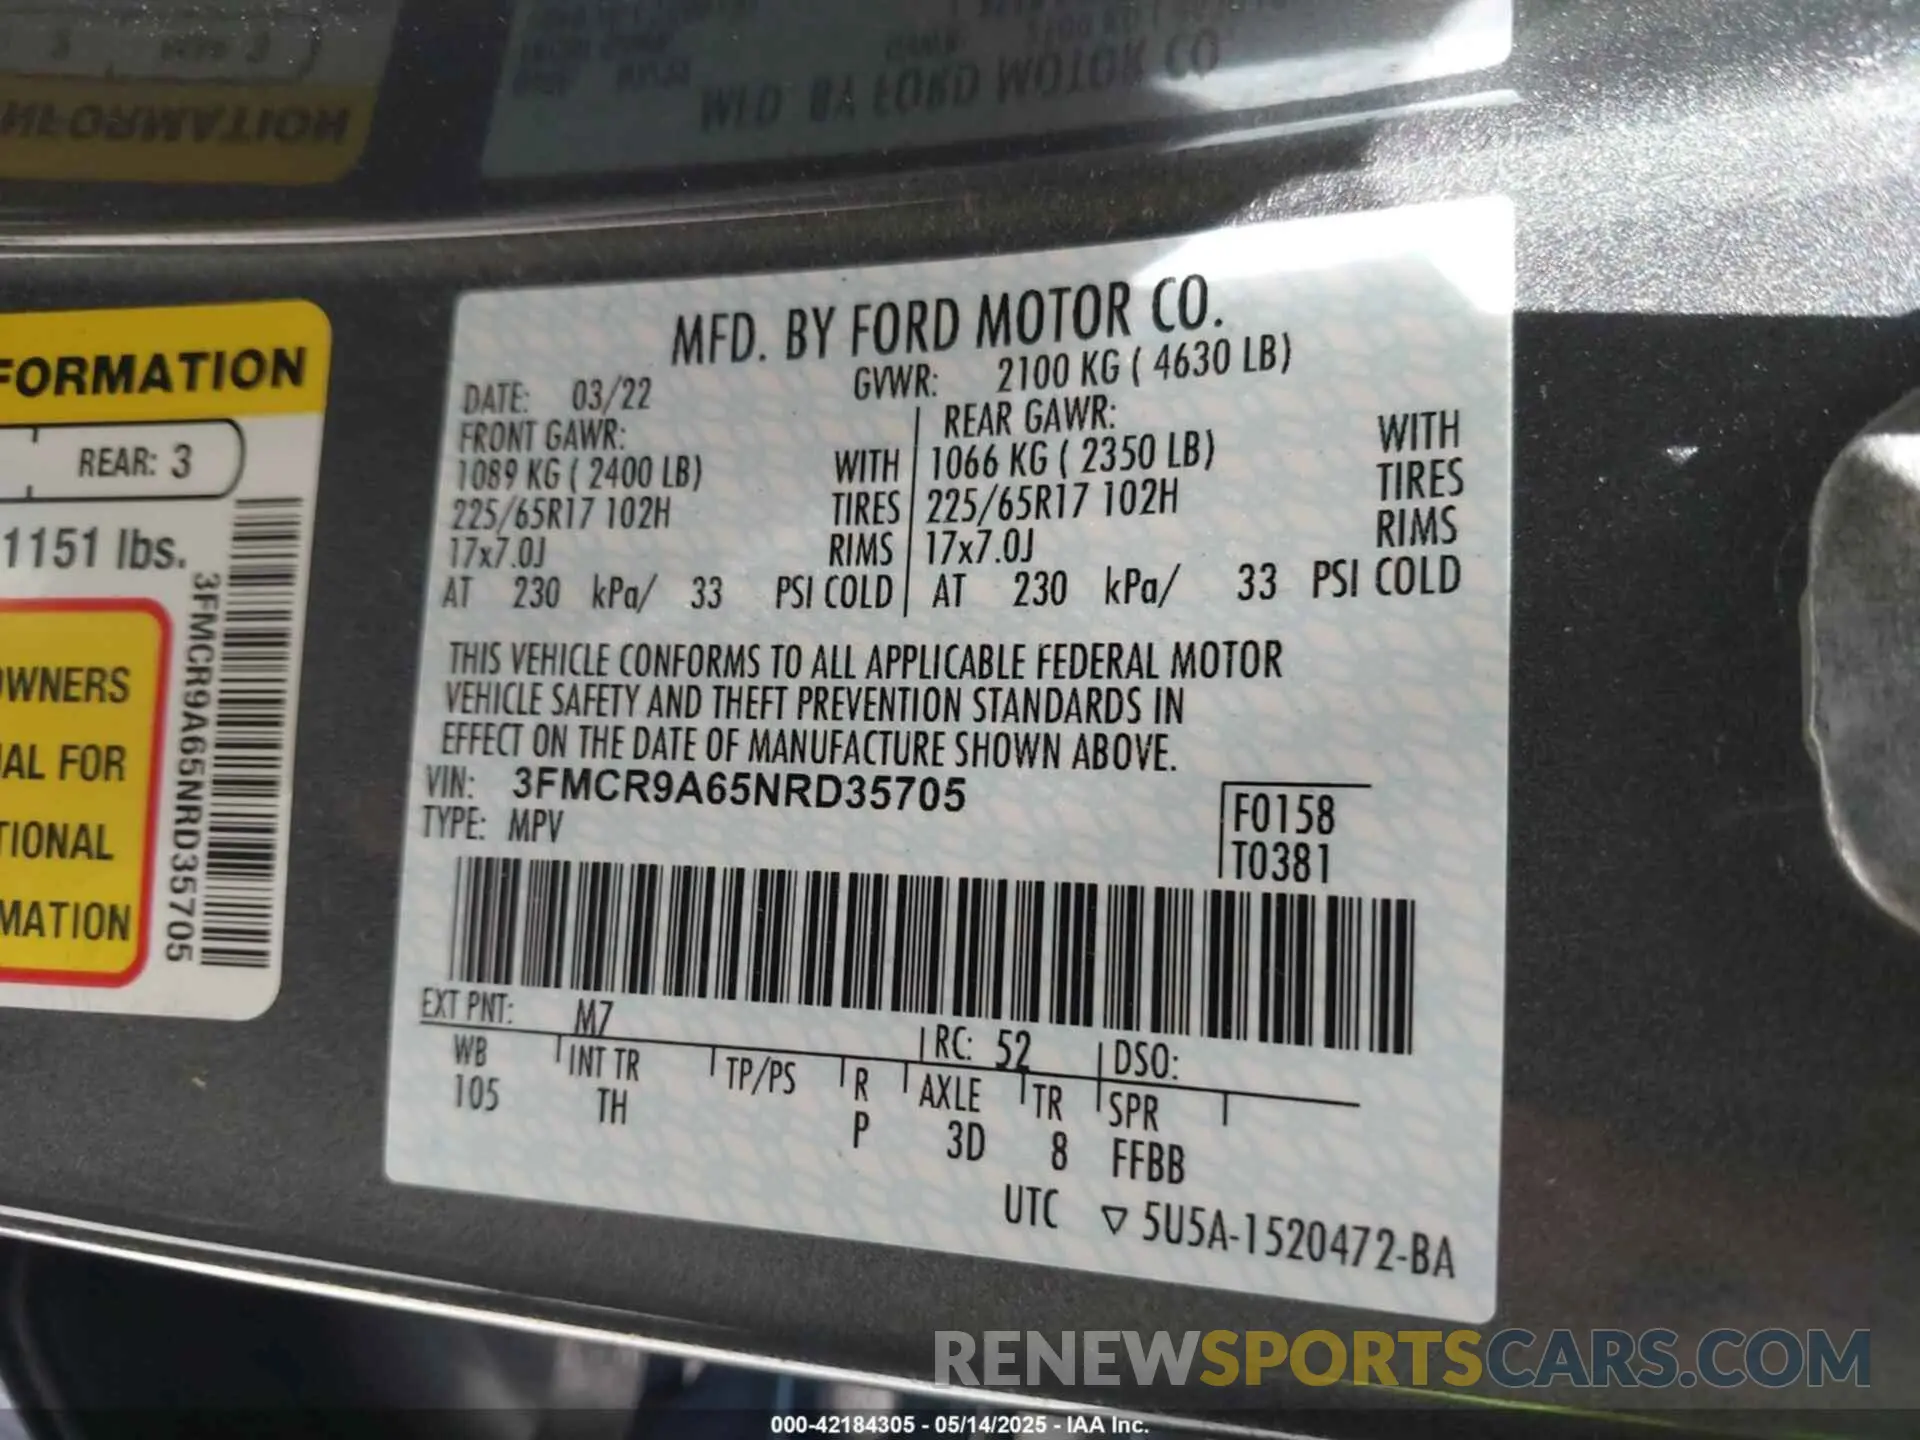 MFD. BY FORD MOTOR CO.
DATE: 03/22 GVWR: 2100 KG ( 4630 LB)
FRONT GAWR: REAR GAWR:
1089 KG ( 2400 LB) WITH 1066 KG ( 2350 LB) WITH
225/65R17 102H TIRES 225/65R17 102H TIRES
17x7.0J RIMS 17x7.0J RIMS
AT 230 kPa/ 33 PSI COLD AT 230 kPa/ 33 PSI COLD
THIS VEHICLE CONFORMS TO ALL APPLICABLE FEDERAL MOTOR
VEHICLE SAFETY AND THEFT PREVENTION STANDARDS IN
EFFECT ON THE DATE OF MANUFACTURE SHOWN ABOVE.
VIN: 3FMCR9A65NRD35705
TYPE: MPV
F0158
T0381
EXT PNT: M7 RC: 52 DSO:
WB INT TR TP/PS R AXLE TR SPR
105 TH P 3D 8 FFBB
UTC ▽ 5U5A-1520472-BA
FORMATION
REAR: 3
1151 lbs.
OWNERS
AL FOR
TIONAL
MATION
3FMCR9A65NRD35705
MFD. BY FORD MOTOR CO
NFORMATION
RENEWSPORTSCARS.COM
000-42184305 - 05/14/2025 - IAA Inc.